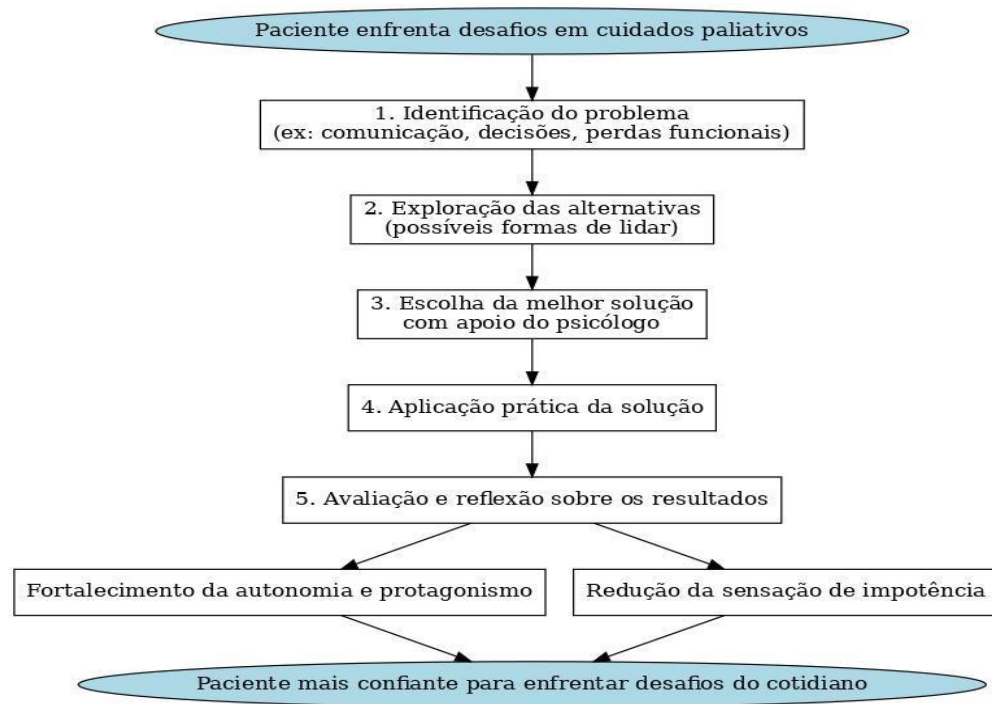 Paciente enfrenta desafios em cuidados paliativos
1. Identificação do problema
(ex: comunicação, decisões, perdas funcionais)
2. Exploração das alternativas
(possíveis formas de lidar)
3. Escolha da melhor solução
com apoio do psicólogo
4. Aplicação prática da solução
5. Avaliação e reflexão sobre os resultados
Fortalecimento da autonomia e protagonismo
Redução da sensação de impotência
Paciente mais confiante para enfrentar desafios do cotidiano